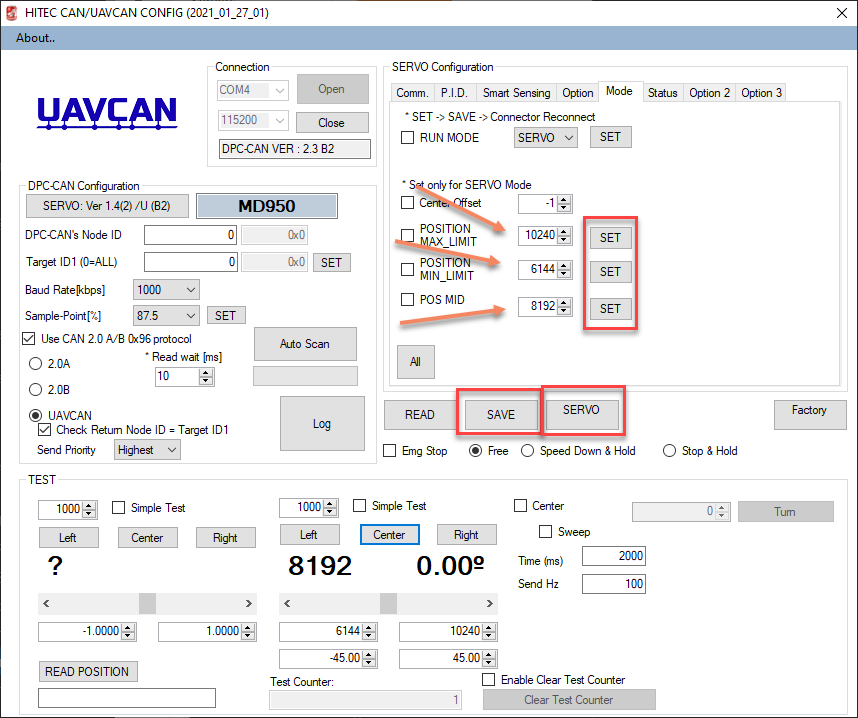 HITEC CAN/UAVCAN CONFIG (2021_01_27_01)
About..
UAVCAN
Connection
COM4
Open
115200
Close
DPC-CAN VER : 2.3 B2
DPC-CAN Configuration
SERVO: Ver 1.4(2) /U (B2)
MD950
DPC-CAN's Node ID
0
0x0
Target ID1 (0=ALL)
0
0x0
SET
Baud Rate[kbps]
1000
Sample-Point[%]
87.5
SET
Use CAN 2.0 A/B 0x96 protocol
2.0A
* Read wait [ms]
10
2.0B
UAVCAN
Check Return Node ID = Target ID1
Send Priority
Highest
Auto Scan
Log
SERVO Configuration
Comm.
P.I.D.
Smart Sensing
Option
Mode
Status
Option 2
Option 3
* SET -> SAVE -> Connector Reconnect
RUN MODE
SERVO
SET
* Set only for SERVO Mode
Center Offset
-1
POSITION
MAX_LIMIT
10240
SET
POSITION
MIN_LIMIT
6144
SET
POS MID
8192
SET
All
READ
SAVE
SERVO
Factory
Emg Stop
Free
Speed Down & Hold
Stop & Hold
TEST
1000
Simple Test
Left
Center
Right
?
-1.0000
1.0000
READ POSITION
1000
Simple Test
Left
Center
Right
8192
0.00º
6144
10240
-45.00
45.00
Test Counter:
1
Center
0
Turn
Sweep
Time (ms)
2000
Send Hz
100
Enable Clear Test Counter
Clear Test Counter